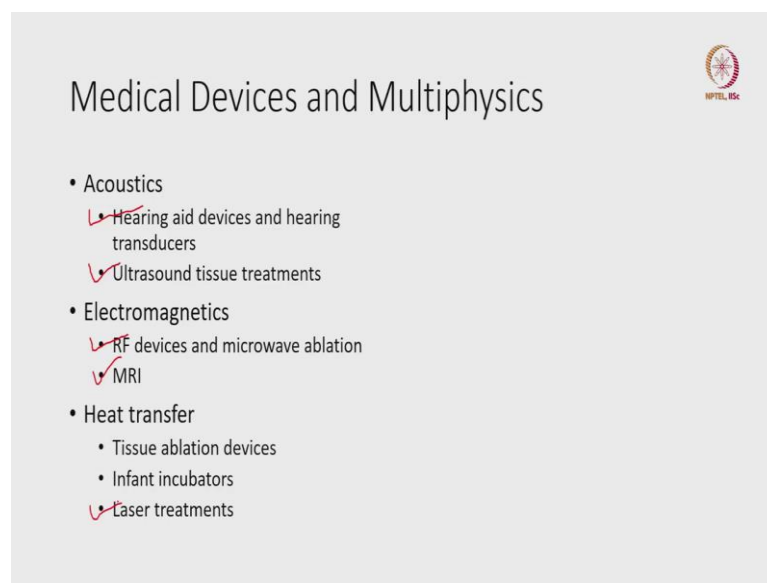 Medical Devices and Multiphysics
NPTEL, IISc
• Acoustics
• Hearing aid devices and hearing
transducers
• Ultrasound tissue treatments
• Electromagnetics
• RF devices and microwave ablation
• MRI
• Heat transfer
• Tissue ablation devices
• Infant incubators
• Laser treatments